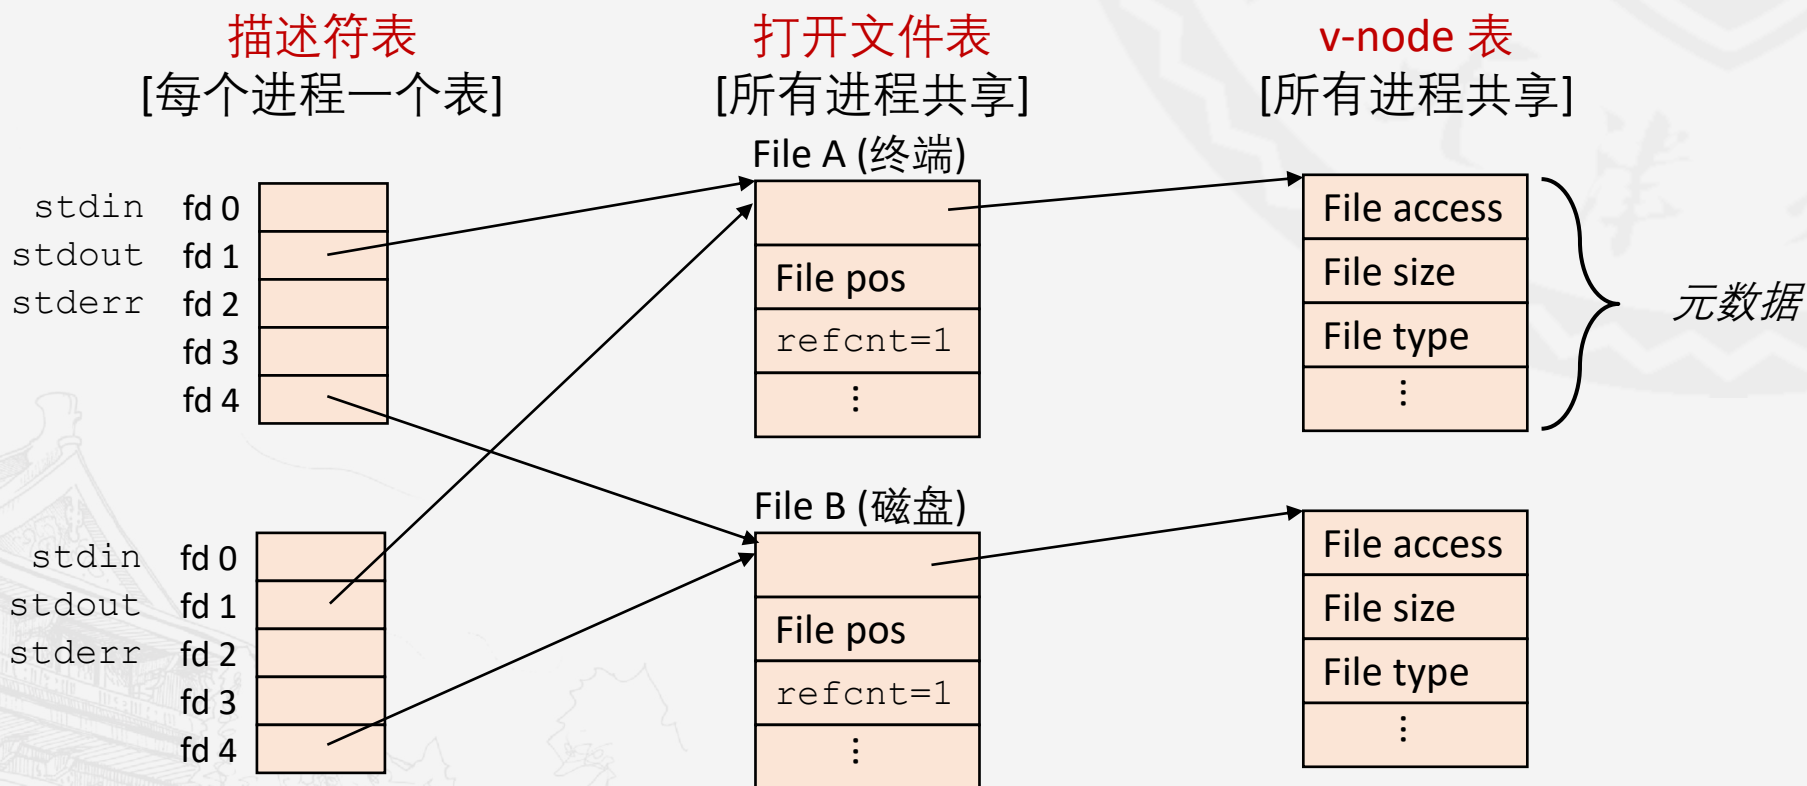 描述符表
[每个进程一个表]
打开文件表
[所有进程共享]
v-node 表
[所有进程共享]
stdin fd 0
stdout fd 1
stderr fd 2
fd 3
fd 4
stdin fd 0
stdout fd 1
stderr fd 2
fd 3
fd 4
File A (终端)
File pos
refcnt=1
⋮
File B (磁盘)
File pos
refcnt=1
⋮
File access
File size
File type
⋮
元数据
File access
File size
File type
⋮